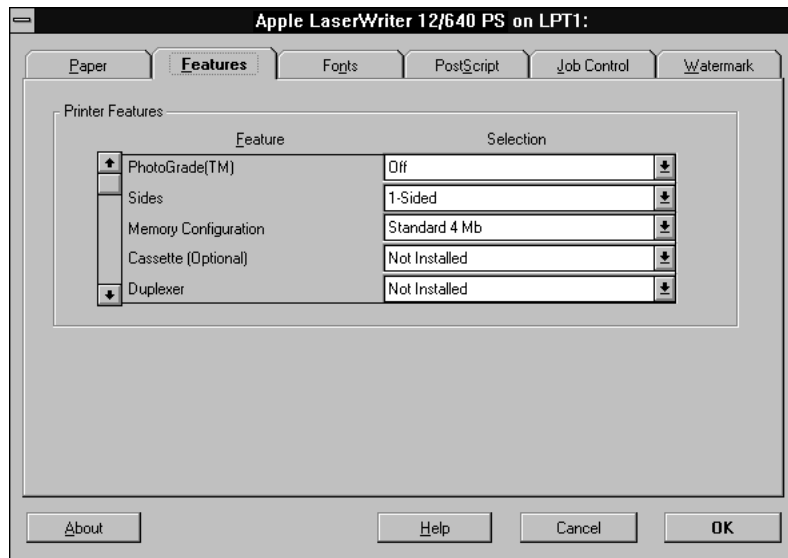 Apple LaserWriter 12/640 PS on LPT1:
Paper Features Fonts PostScript Job Control Watermark
Printer Features
Feature Selection
PhotoGrade(TM) Off
Sides 1-Sided
Memory Configuration Standard 4 Mb
Cassette (Optional) Not Installed
Duplexer Not Installed
About Help Cancel OK